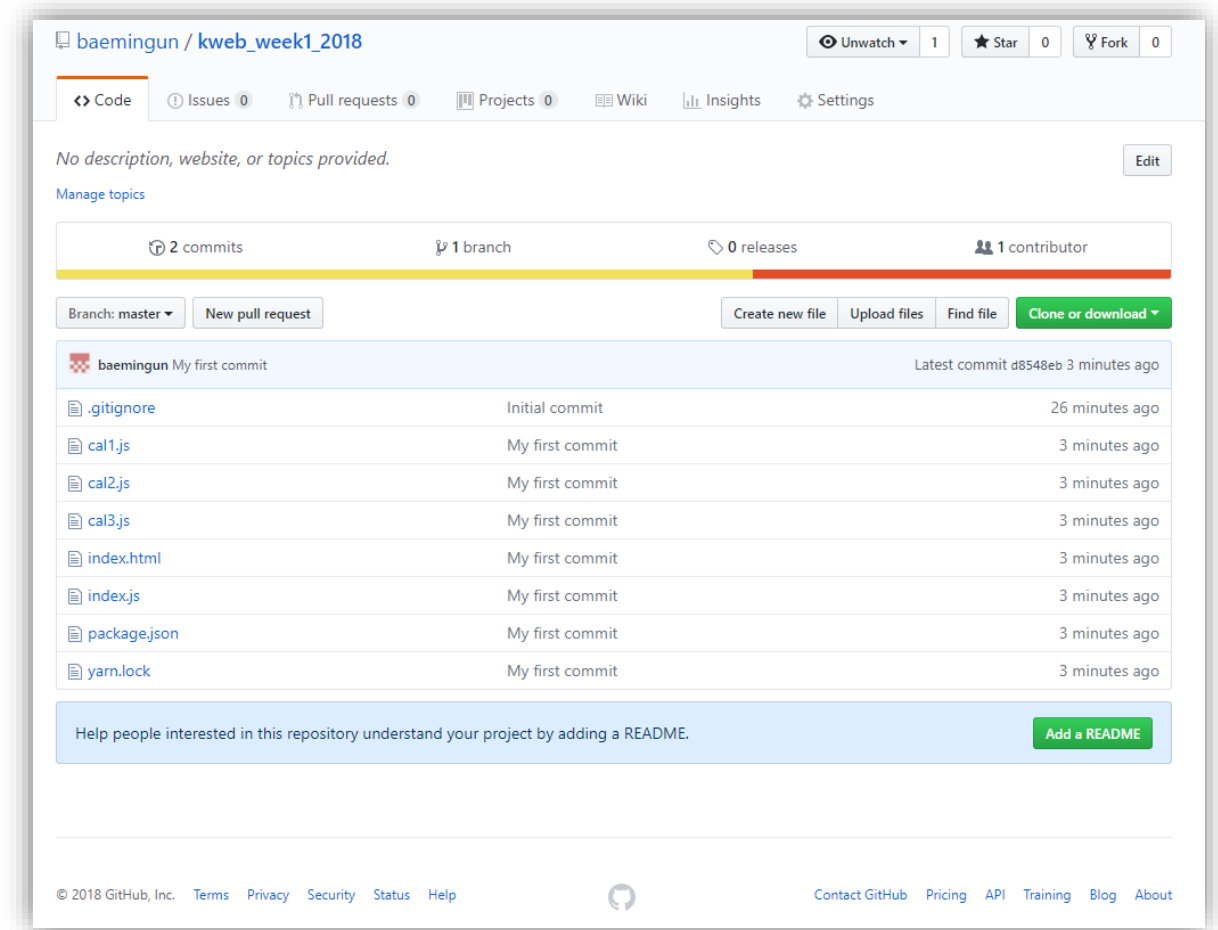 baemingun / kweb_week1_2018
Unwatch 1 Star 0 Fork 0
Code Issues 0 Pull requests 0 Projects 0 Wiki Insights Settings
No description, website, or topics provided.
Edit
Manage topics
2 commits 1 branch 0 releases 1 contributor
Branch: master New pull request Create new file Upload files Find file Clone or download
baemingun My first commit Latest commit d8548eb 3 minutes ago
.gitignore Initial commit 26 minutes ago
cal1.js My first commit 3 minutes ago
cal2.js My first commit 3 minutes ago
cal3.js My first commit 3 minutes ago
index.html My first commit 3 minutes ago
index.js My first commit 3 minutes ago
package.json My first commit 3 minutes ago
yarn.lock My first commit 3 minutes ago
Help people interested in this repository understand your project by adding a README. Add a README
© 2018 GitHub, Inc. Terms Privacy Security Status Help Contact GitHub Pricing API Training Blog About